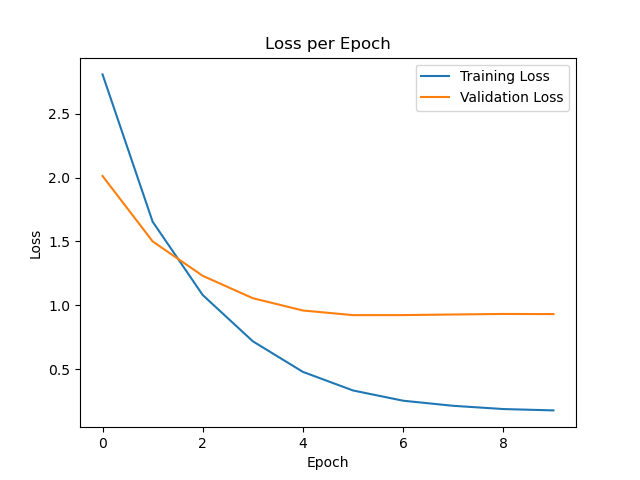 Loss per Epoch
Training Loss
Validation Loss
2.5
2.0
1.5
1.0
0.5
Loss
0 2 4 6 8
Epoch